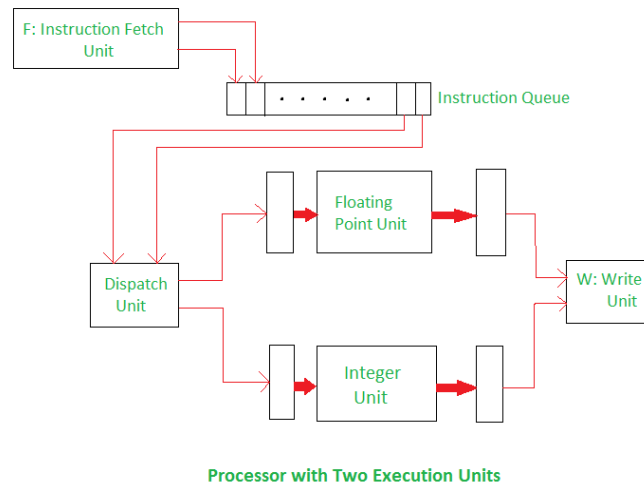 F: Instruction Fetch
Unit
Instruction Queue
Floating
Point Unit
Dispatch
Unit
W: Write
Unit
Integer
Unit
Processor with Two Execution Units